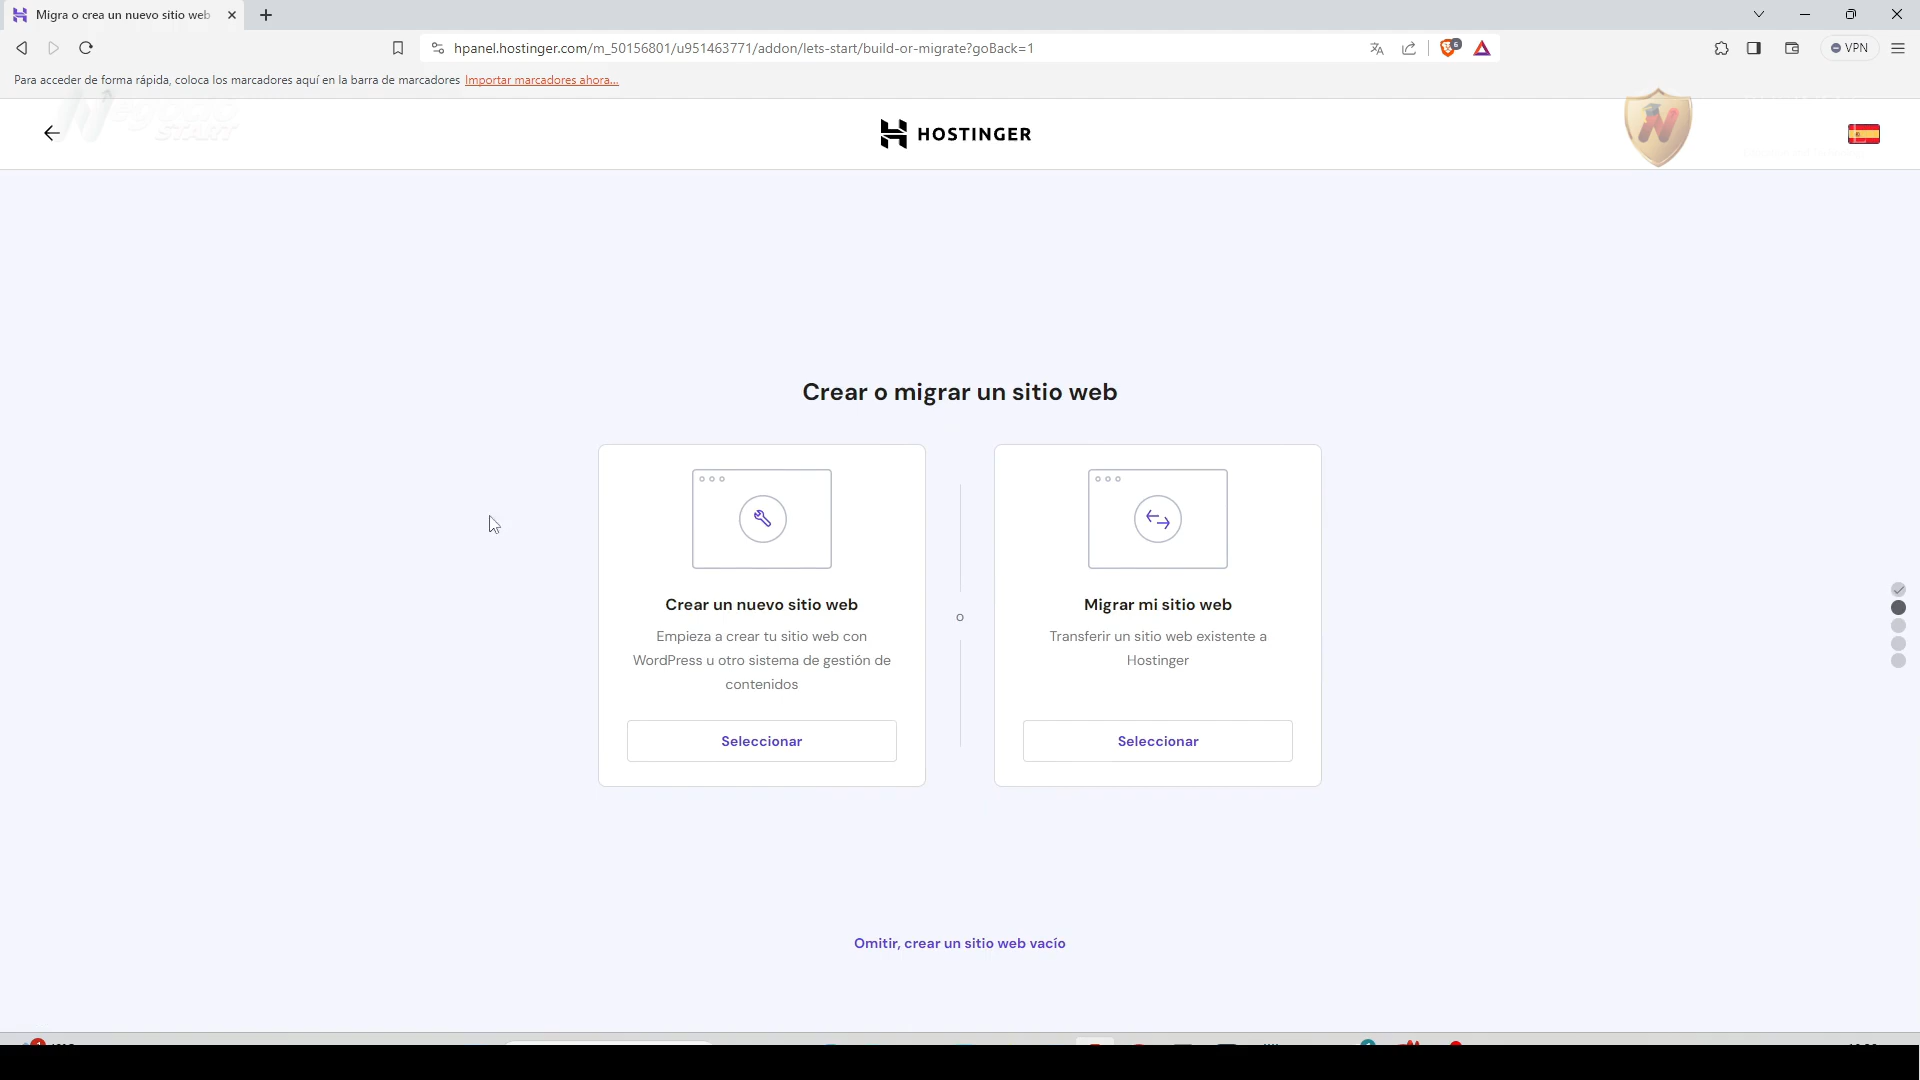 Migra o crea un nuevo sitio web
hpanel.hostinger.com/m_50156801/u951463771/addon/lets-start/build-or-migrate?goBack=1
6
VPN
Para acceder de forma rápida, coloca los marcadores aquí en la barra de marcadores Importar marcadores ahora...
START
HOSTINGER
Crear o migrar un sitio web
Crear un nuevo sitio web
Empieza a crear tu sitio web con
WordPress u otro sistema de gestión de
contenidos
Seleccionar
o
Migrar mi sitio web
Transferir un sitio web existente a
Hostinger
Seleccionar
Omitir, crear un sitio web vacío